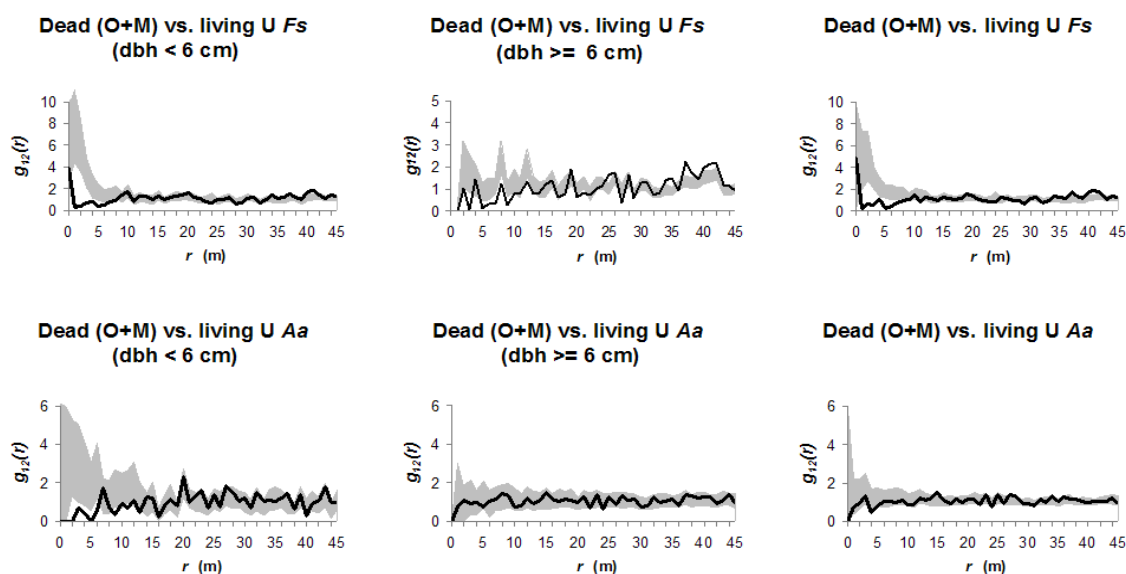 Dead (O+M) vs. living U Fs
(dbh < 6 cm)
Dead (O+M) vs. living U Fs
(dbh >= 6 cm)
Dead (O+M) vs. living U Fs
g12(r)
10
8
6
4
2
0
0 5 10 15 20 25 30 35 40 45
r (m)
g12(r)
5
4
3
2
1
0
0 5 10 15 20 25 30 35 40 45
r (m)
g12(r)
10
8
6
4
2
0
0 5 10 15 20 25 30 35 40 45
r (m)
Dead (O+M) vs. living U Aa
(dbh < 6 cm)
Dead (O+M) vs. living U Aa
(dbh >= 6 cm)
Dead (O+M) vs. living U Aa
g12(r)
6
4
2
0
0 5 10 15 20 25 30 35 40 45
r (m)
g12(r)
6
4
2
0
0 5 10 15 20 25 30 35 40 45
r (m)
g12(r)
6
4
2
0
0 5 10 15 20 25 30 35 40 45
r (m)